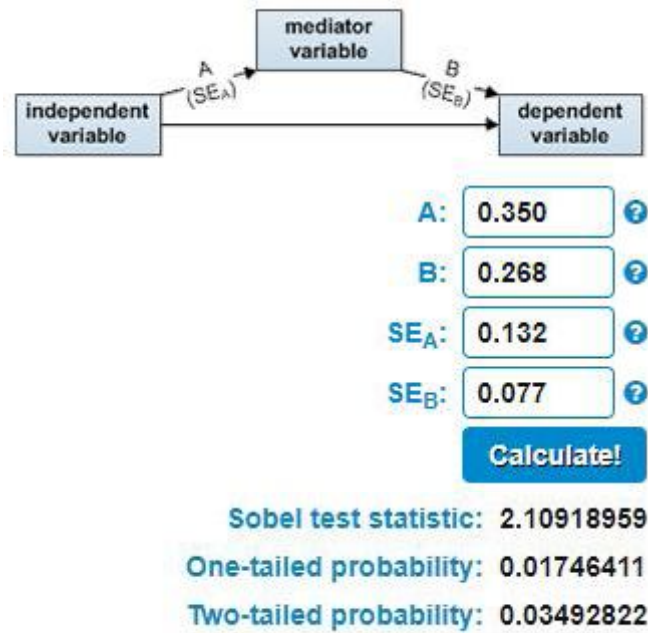 mediator
variable
A
(SEA)
B
(SEB)
independent
variable
dependent
variable
A: 0.350 ?
B: 0.268 ?
SEA: 0.132 ?
SEB: 0.077 ?
Calculate!
Sobel test statistic: 2.10918959
One-tailed probability: 0.01746411
Two-tailed probability: 0.03492822